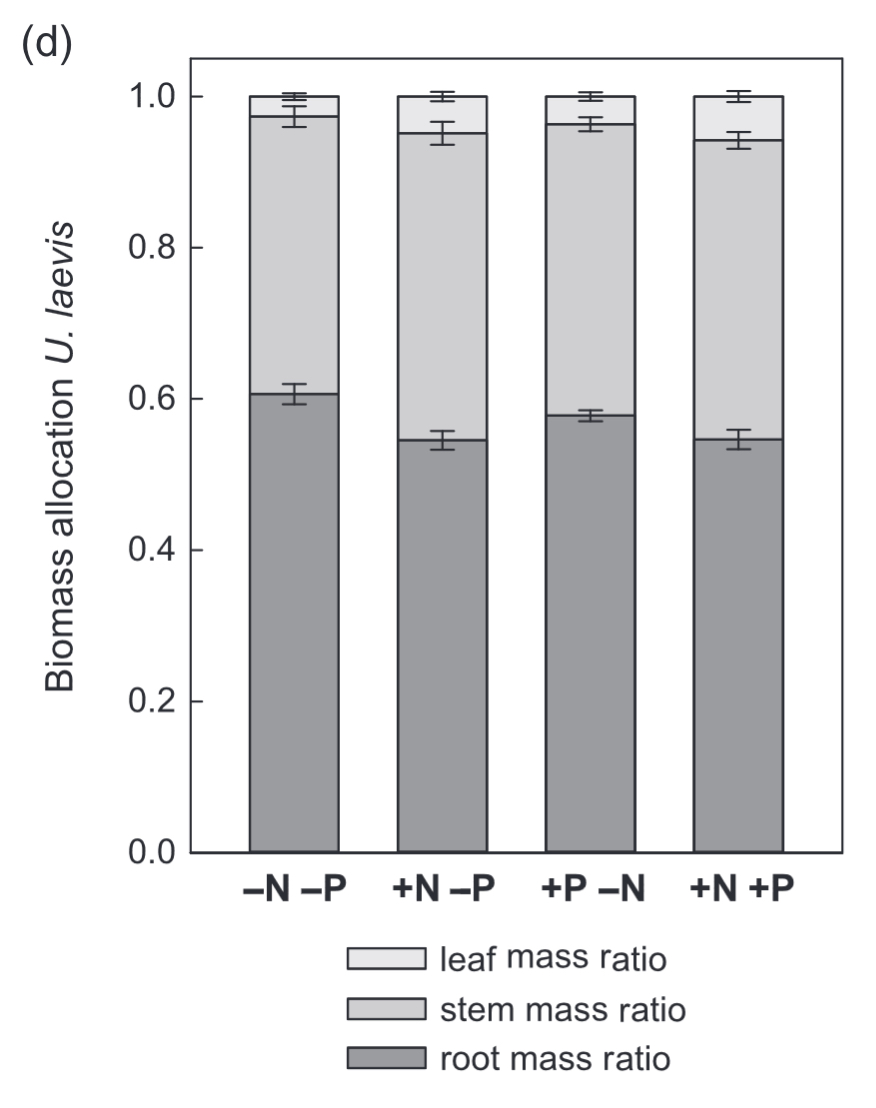 (d)
Biomass allocation U. laevis
1.0
0.8
0.6
0.4
0.2
0.0
–N –P +N –P +P –N +N +P
leaf mass ratio
stem mass ratio
root mass ratio